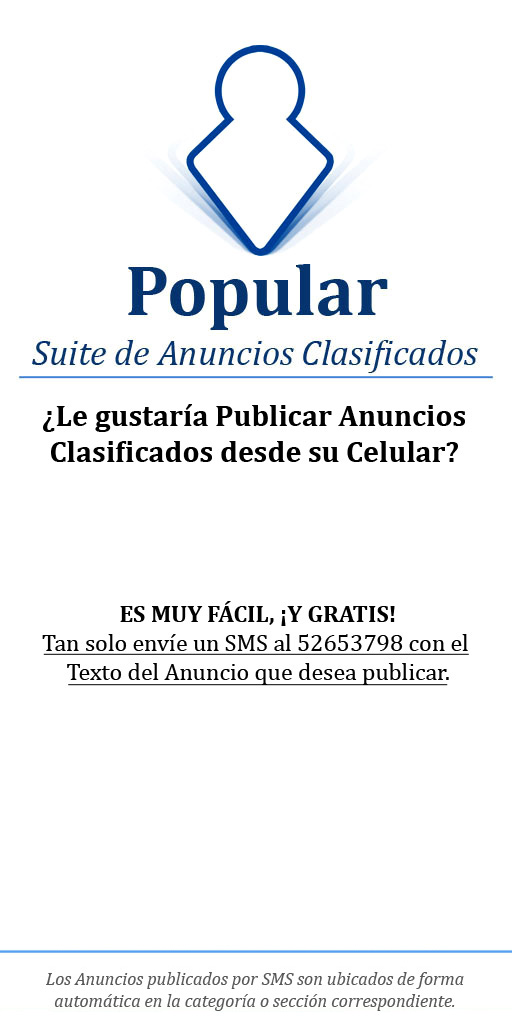 Popular
Suite de Anuncios Clasificados
¿Le gustaría Publicar Anuncios
Clasificados desde su Celular?
ES MUY FÁCIL, ¡Y GRATIS!
Tan solo envíe un SMS al 52653798 con el
Texto del Anuncio que desea publicar.
Los Anuncios publicados por SMS son ubicados de forma
automática en la categoría o sección correspondiente.